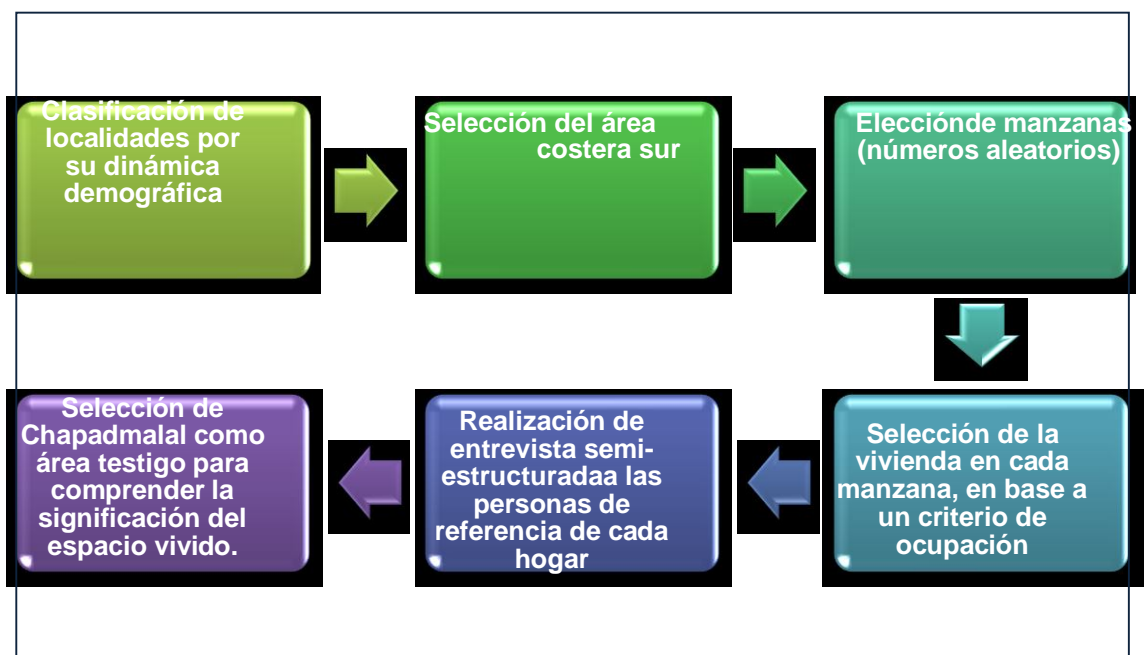 Clasificación de
localidades por
su dinámica
demográfica
Selección del área
costera sur
Elecciónde manzanas
(números aleatorios)
Selección de la
vivienda en cada
manzana, en base a
un criterio de
ocupación
Realización de
entrevista semi-
estructuradaa las
personas de
referencia de cada
hogar
Selección de
Chapadmalal como
área testigo para
comprender la
significación del
espacio vivido.